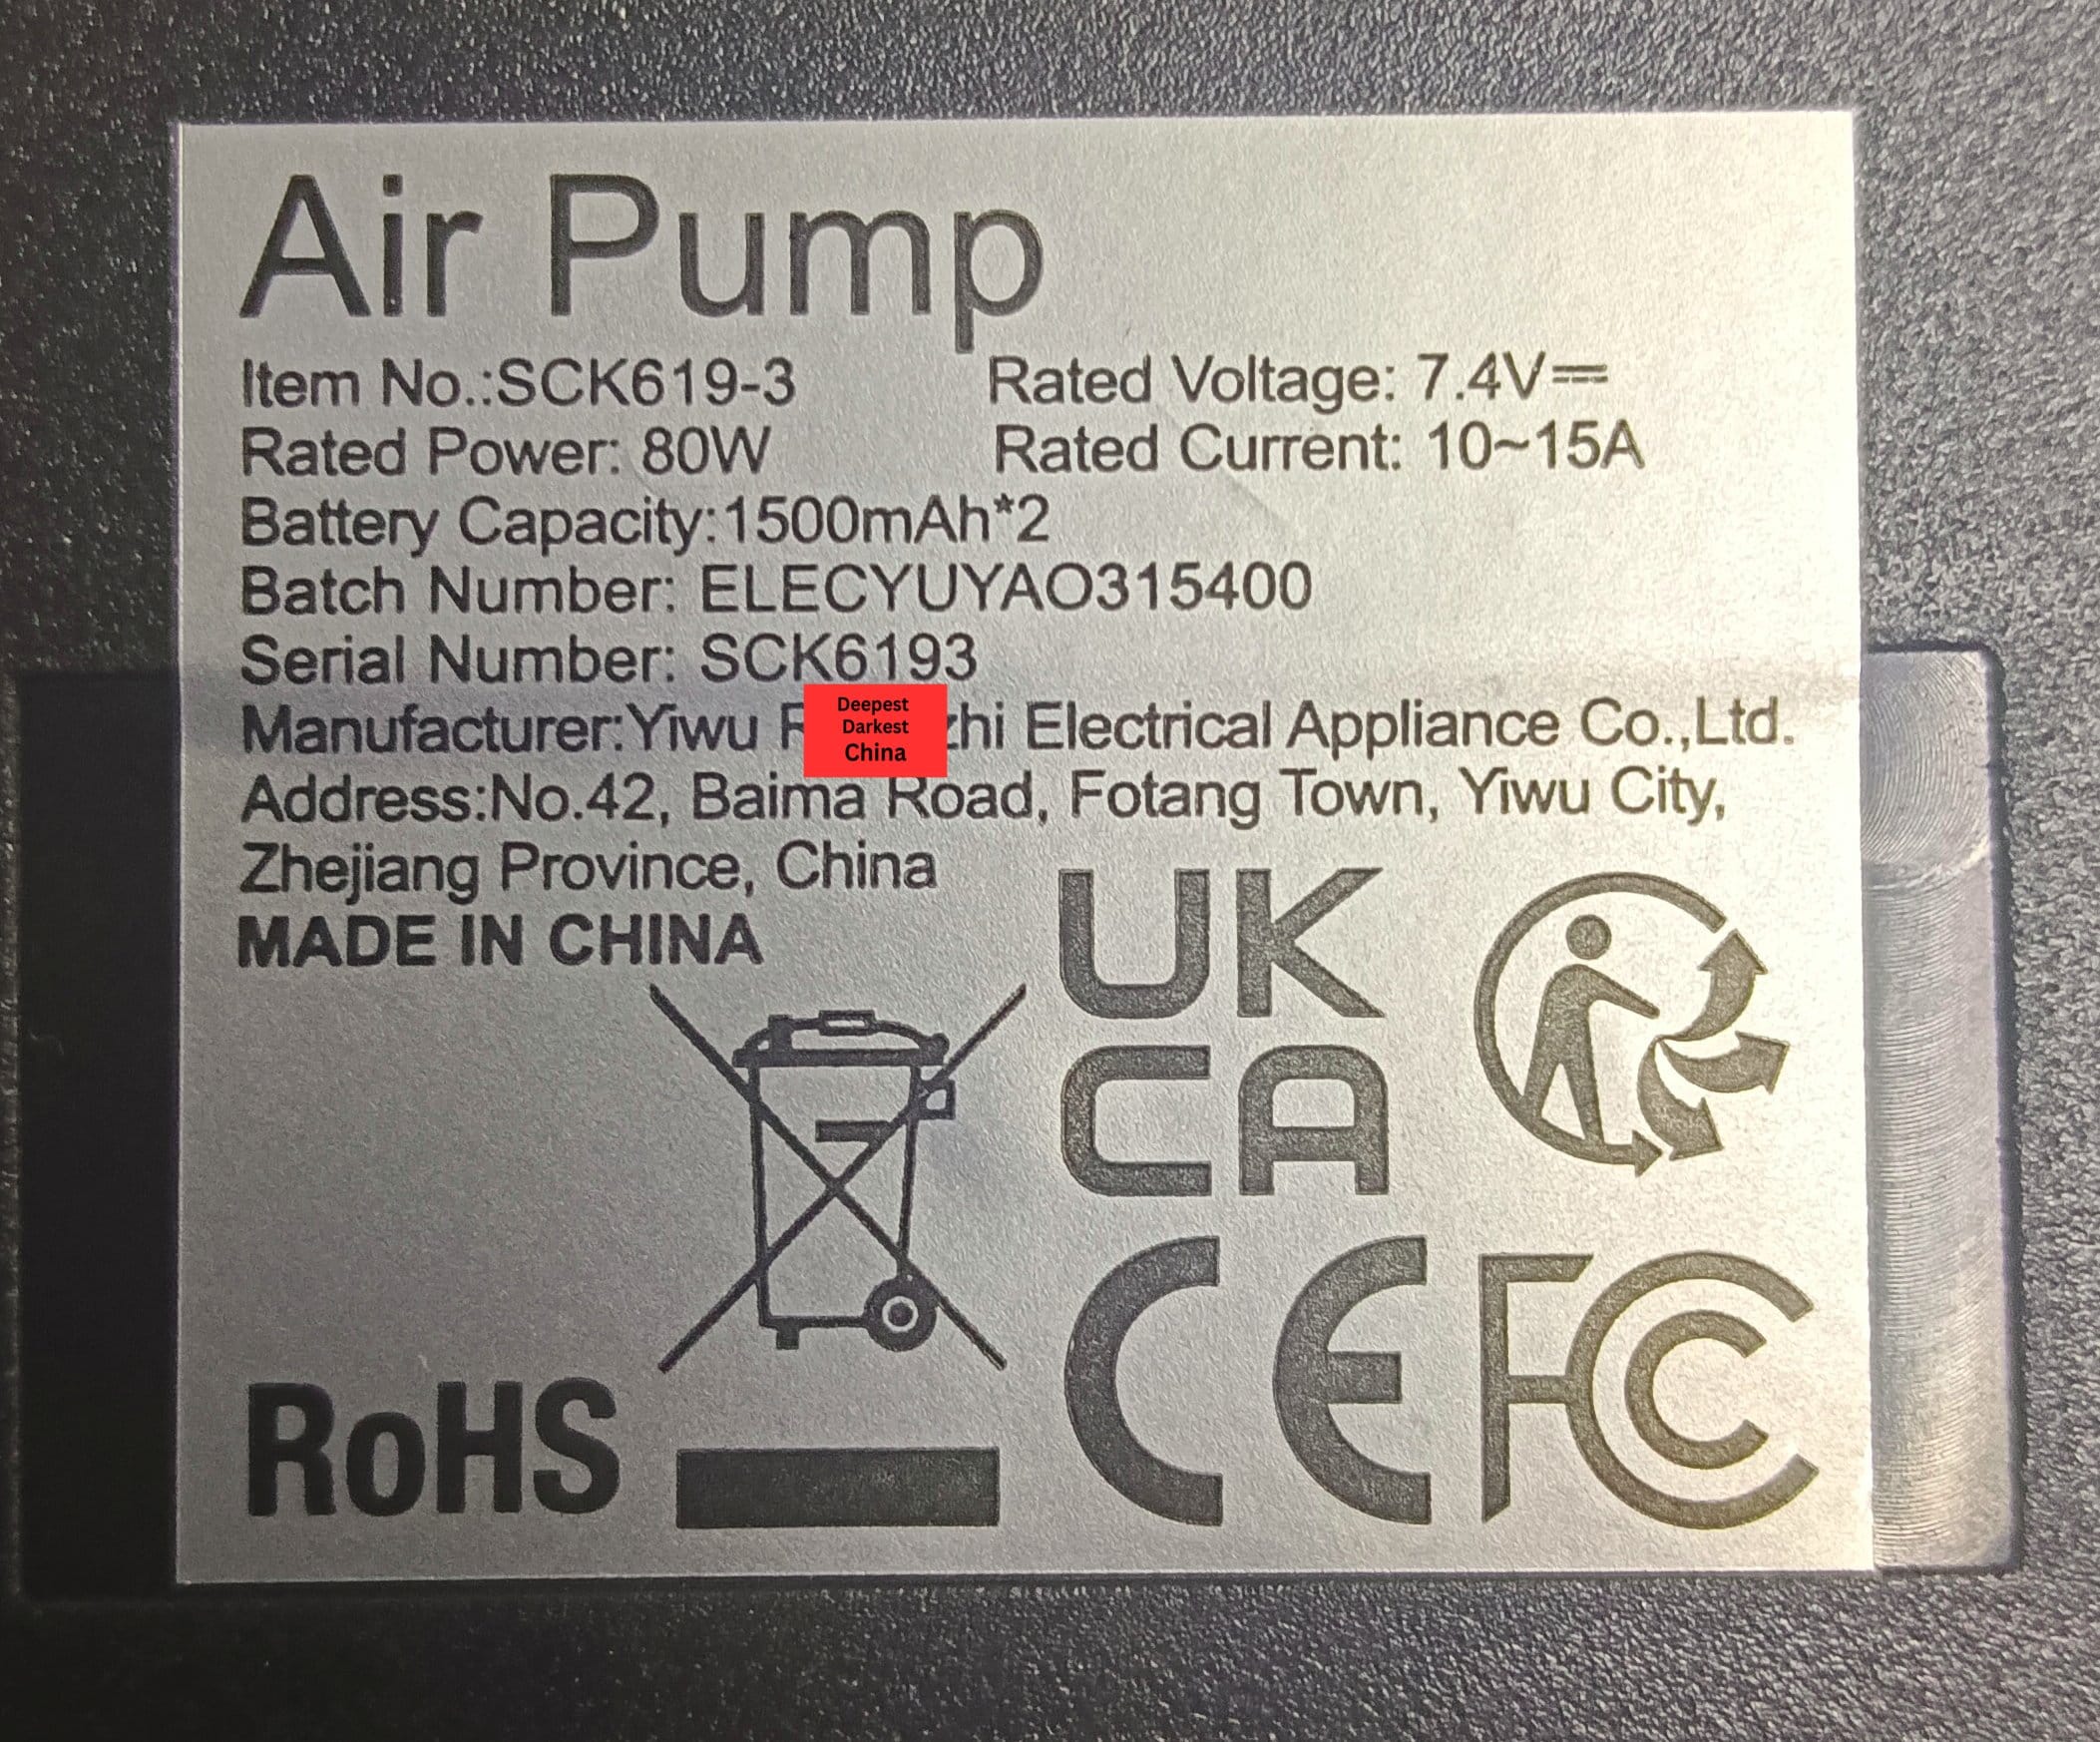 Air Pump
Item No.:SCK619-3 Rated Voltage: 7.4V⎓
Rated Power: 80W Rated Current: 10~15A
Battery Capacity:1500mAh*2
Batch Number: ELECYUYAO315400
Serial Number: SCK6193
Manufacturer:Yiwu Electrical Appliance Co.,Ltd.
Deepest
Darkest
China
Address:No.42, Baima Road, Fotang Town, Yiwu City,
Zhejiang Province, China
MADE IN CHINA
UK
CA
RoHS
CE FC